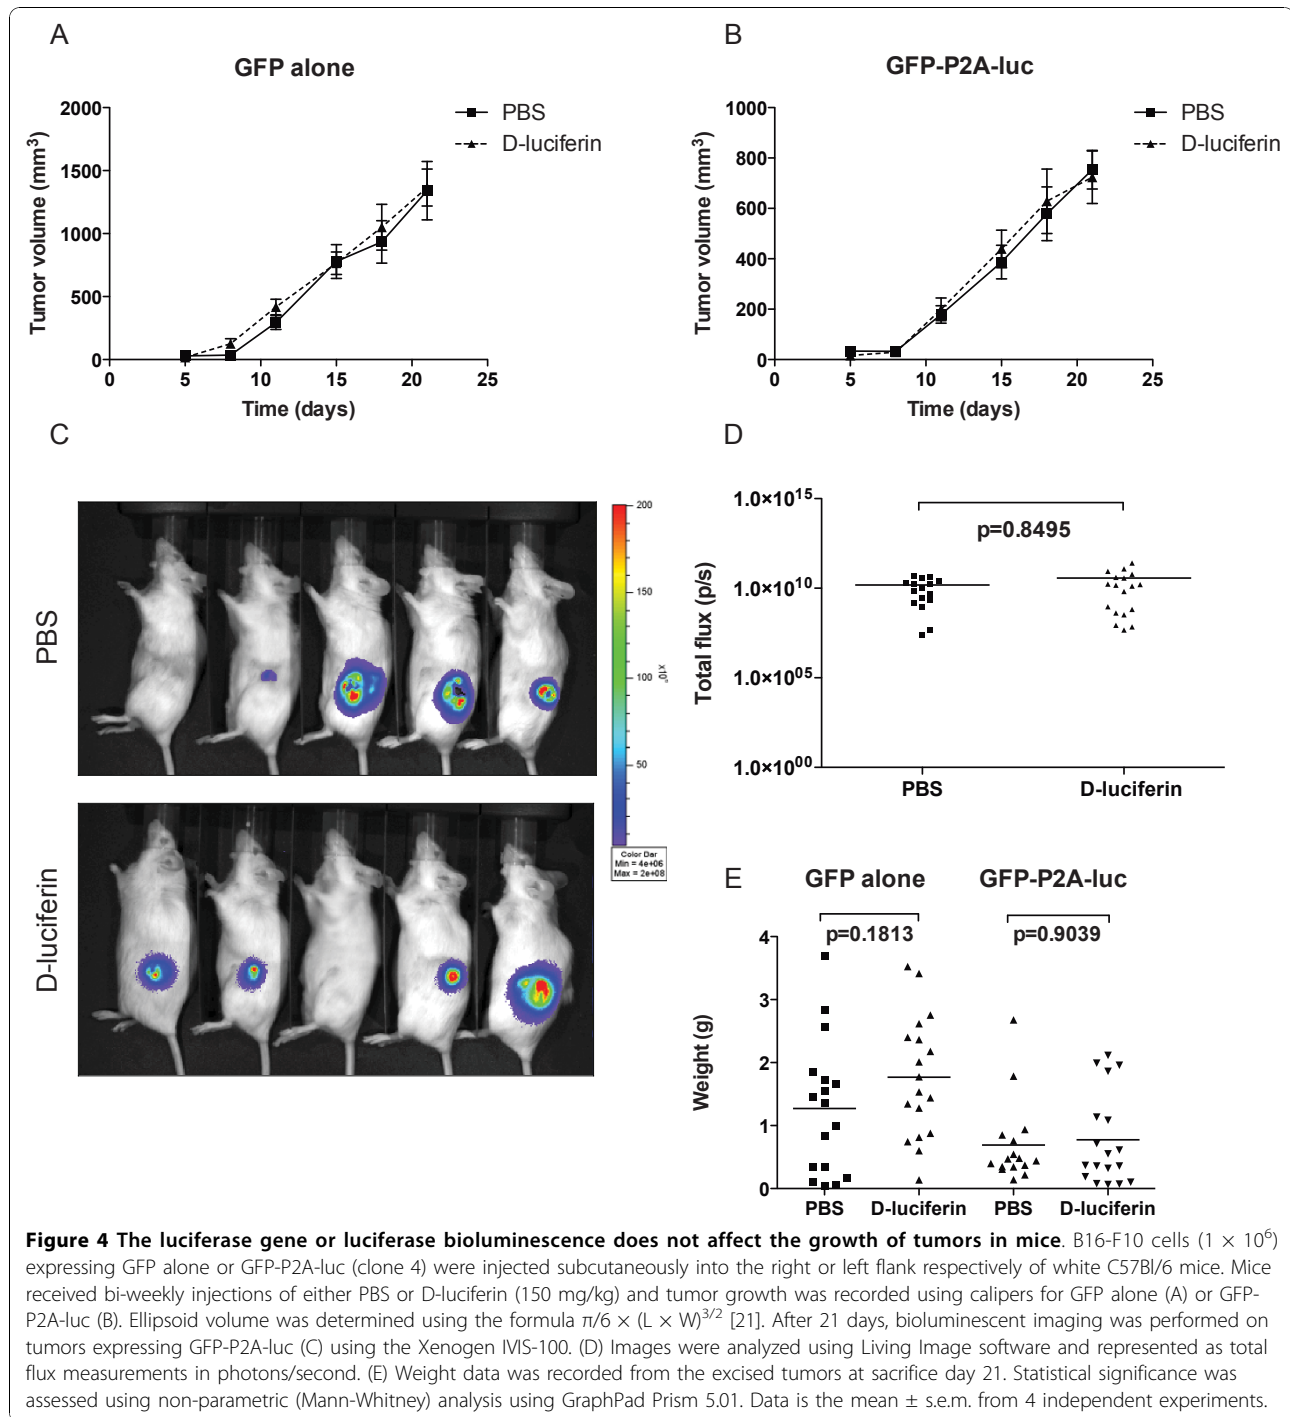 A
GFP alone
PBS
D-luciferin
Tumor volume (mm³)
2000
1500
1000
500
0
0 5 10 15 20 25
Time (days)
B
GFP-P2A-luc
PBS
D-luciferin
Tumor volume (mm³)
1000
800
600
400
200
0
0 5 10 15 20 25
Time (days)
C
PBS
D-luciferin
200
150
100
50
Color Bar
Min = 4e+06
Max = 2e+08
D
Total flux (p/s)
1.0×10¹⁵
1.0×10¹⁰
1.0×10⁰⁵
1.0×10⁰⁰
p=0.8495
PBS D-luciferin
E
GFP alone GFP-P2A-luc
p=0.1813 p=0.9039
Weight (g)
4
3
2
1
0
PBS D-luciferin PBS D-luciferin
Figure 4 The luciferase gene or luciferase bioluminescence does not affect the growth of tumors in mice. B16-F10 cells (1 × 10⁶)
expressing GFP alone or GFP-P2A-luc (clone 4) were injected subcutaneously into the right or left flank respectively of white C57Bl/6 mice. Mice
received bi-weekly injections of either PBS or D-luciferin (150 mg/kg) and tumor growth was recorded using calipers for GFP alone (A) or GFP-
P2A-luc (B). Ellipsoid volume was determined using the formula π/6 × (L × W)³/² [21]. After 21 days, bioluminescent imaging was performed on
tumors expressing GFP-P2A-luc (C) using the Xenogen IVIS-100. (D) Images were analyzed using Living Image software and represented as total
flux measurements in photons/second. (E) Weight data was recorded from the excised tumors at sacrifice day 21. Statistical significance was
assessed using non-parametric (Mann-Whitney) analysis using GraphPad Prism 5.01. Data is the mean ± s.e.m. from 4 independent experiments.